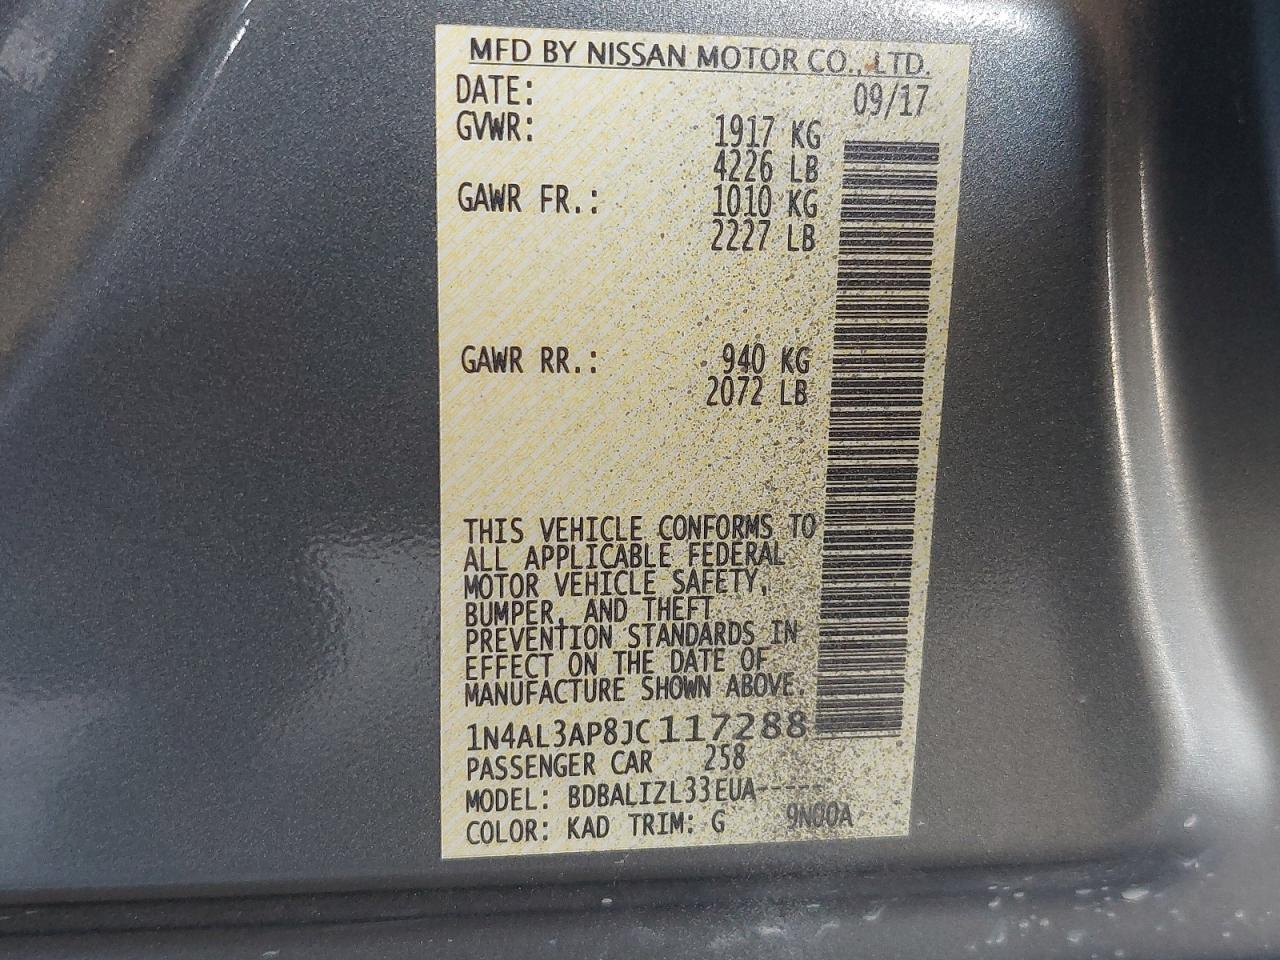 MFD BY NISSAN MOTOR CO., LTD.
DATE: 09/17
GVWR: 1917 KG
4226 LB
GAWR FR.: 1010 KG
2227 LB
GAWR RR.: 940 KG
2072 LB
THIS VEHICLE CONFORMS TO
ALL APPLICABLE FEDERAL
MOTOR VEHICLE SAFETY,
BUMPER, AND THEFT
PREVENTION STANDARDS IN
EFFECT ON THE DATE OF
MANUFACTURE SHOWN ABOVE.
1N4AL3AP8JC117288
PASSENGER CAR 258
MODEL: BDBALIZL33EUA-----
COLOR: KAD TRIM: G 9N00A